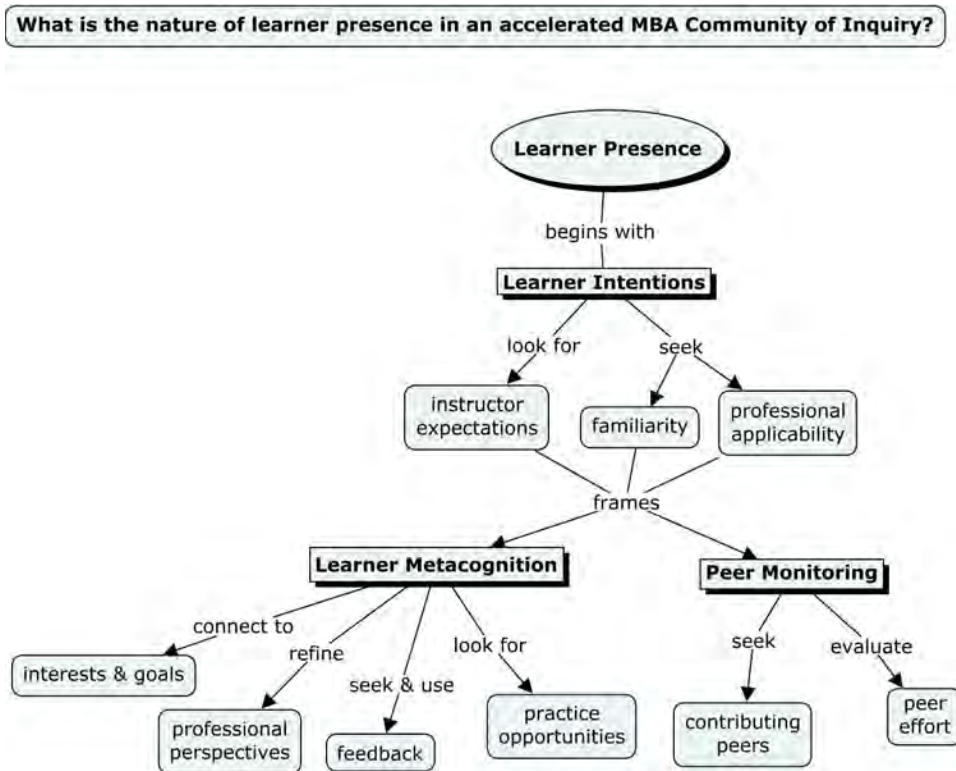 What is the nature of learner presence in an accelerated MBA Community of Inquiry?
Learner Presence
begins with
Learner Intentions
look for
seek
instructor
expectations
familiarity
professional
applicability
frames
Learner Metacognition
Peer Monitoring
connect to
refine
seek & use
look for
seek
evaluate
interests & goals
professional
perspectives
feedback
practice
opportunities
contributing
peers
peer
effort